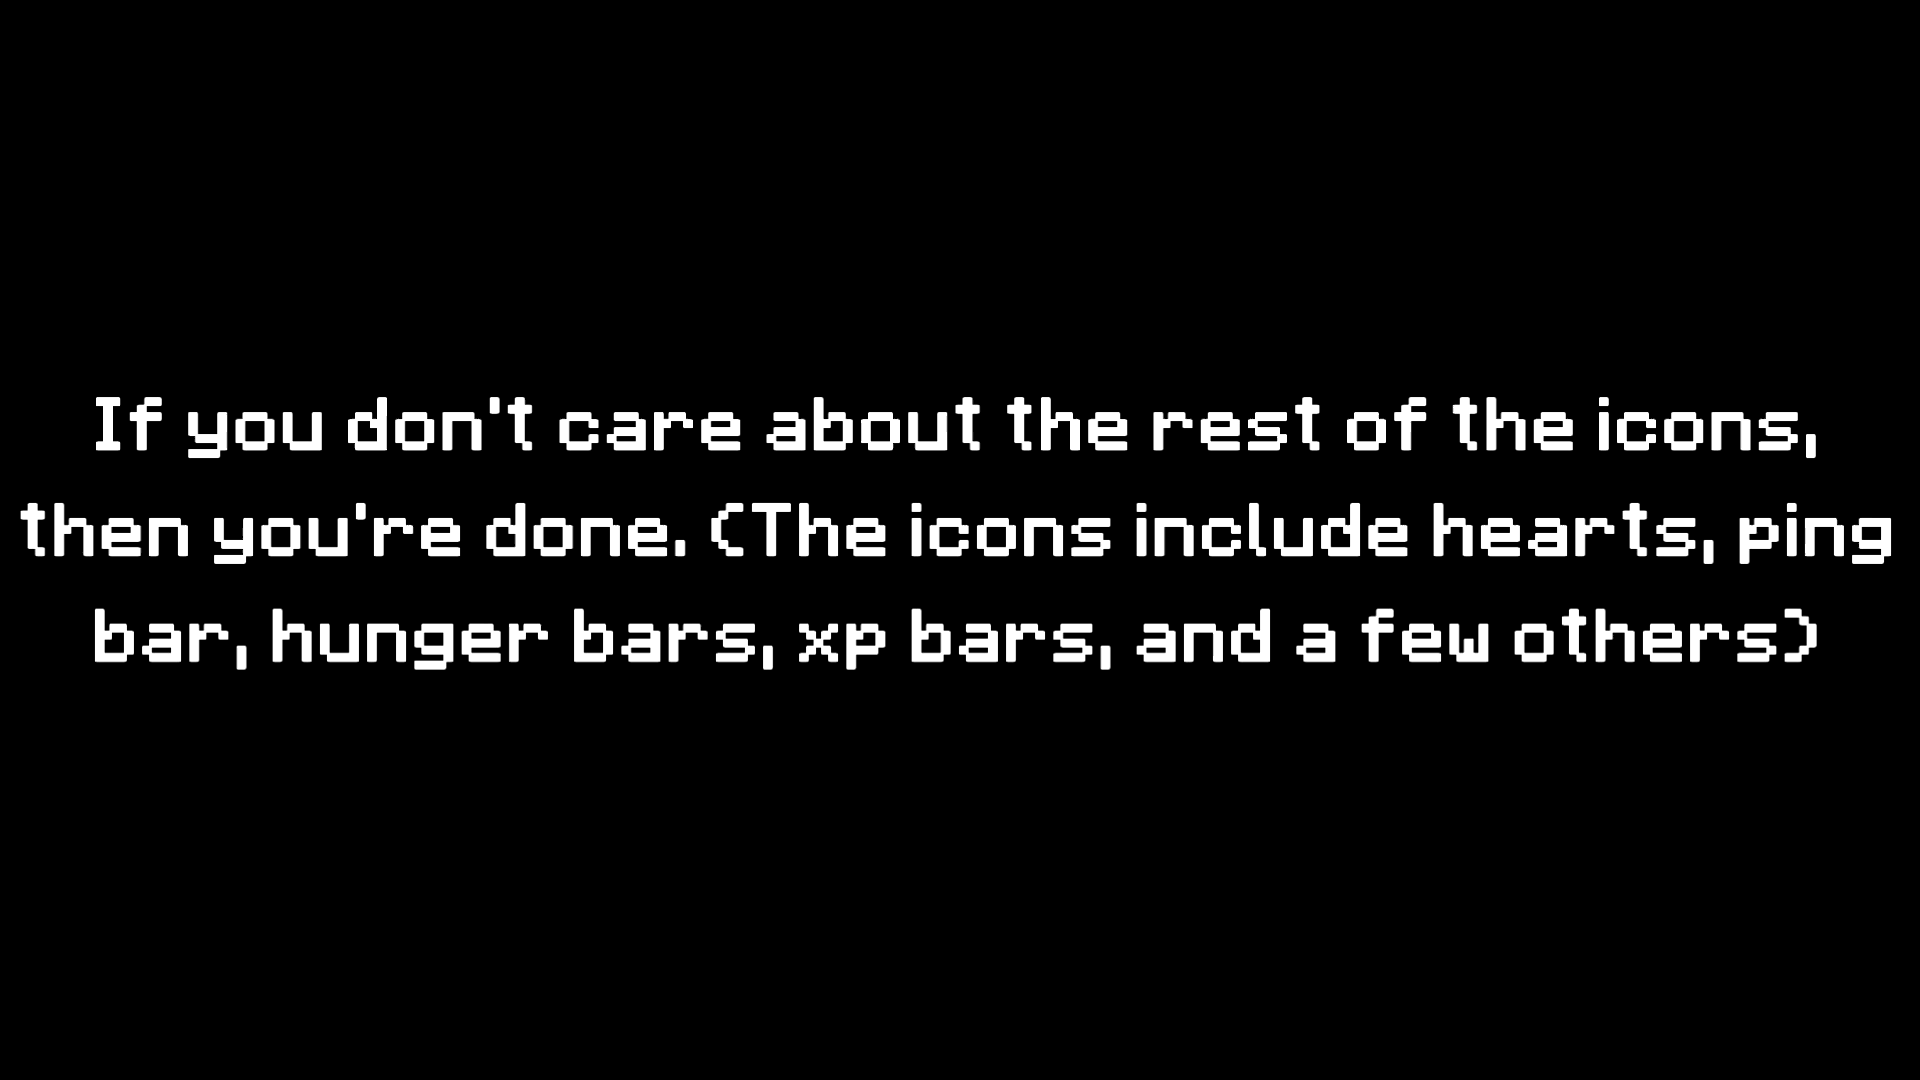 If you don't care about the rest of the icons,
then you're done. (The icons include hearts, ping
bar, hunger bars, xp bars, and a few others)